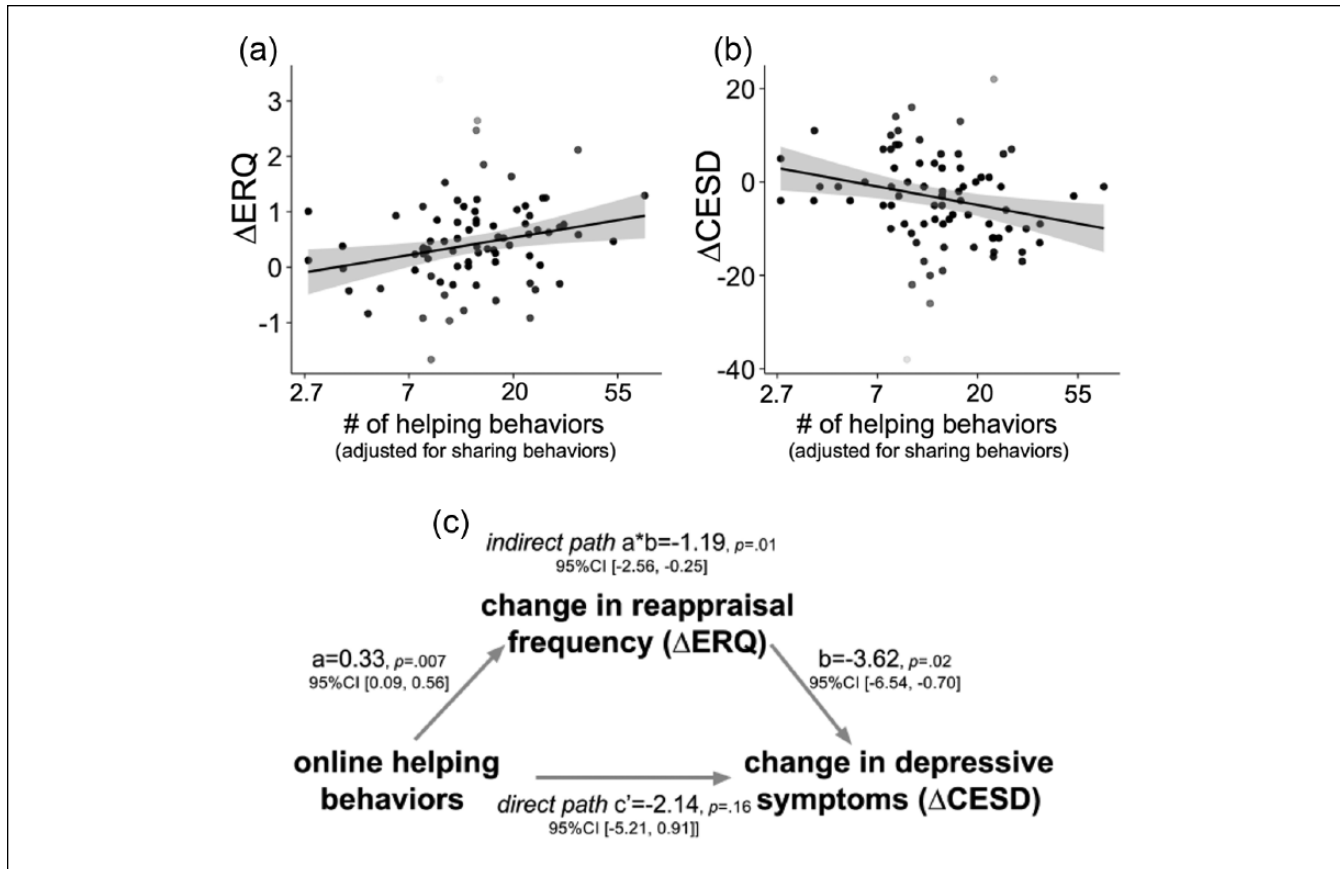 (a)
3
2
1
0
-1
ΔERQ
2.7 7 20 55
# of helping behaviors
(adjusted for sharing behaviors)
(b)
20
0
-20
-40
ΔCESD
2.7 7 20 55
# of helping behaviors
(adjusted for sharing behaviors)
(c)
indirect path a*b=-1.19, p=.01
95%CI [-2.56, -0.25]
change in reappraisal
frequency (ΔERQ)
a=0.33, p=.007
95%CI [0.09, 0.56]
b=-3.62, p=.02
95%CI [-6.54, -0.70]
online helping
behaviors
direct path c'=-2.14, p=.16
95%CI [-5.21, 0.91]]
change in depressive
symptoms (ΔCESD)